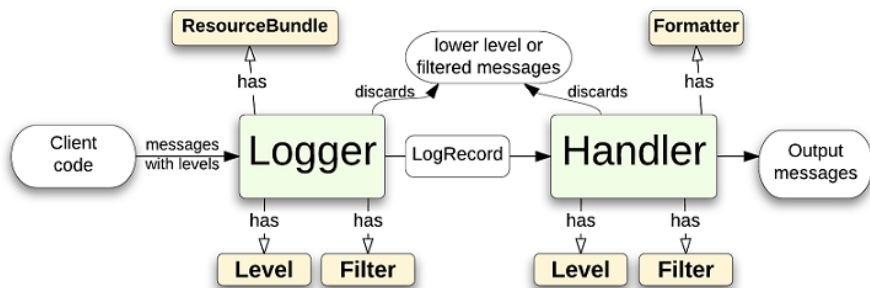 ResourceBundle
Formatter
lower level or
filtered messages
has
has
discards
discards
Client
code
messages
with levels
Logger
LogRecord
Handler
Output
messages
has
has
has
has
Level
Filter
Level
Filter